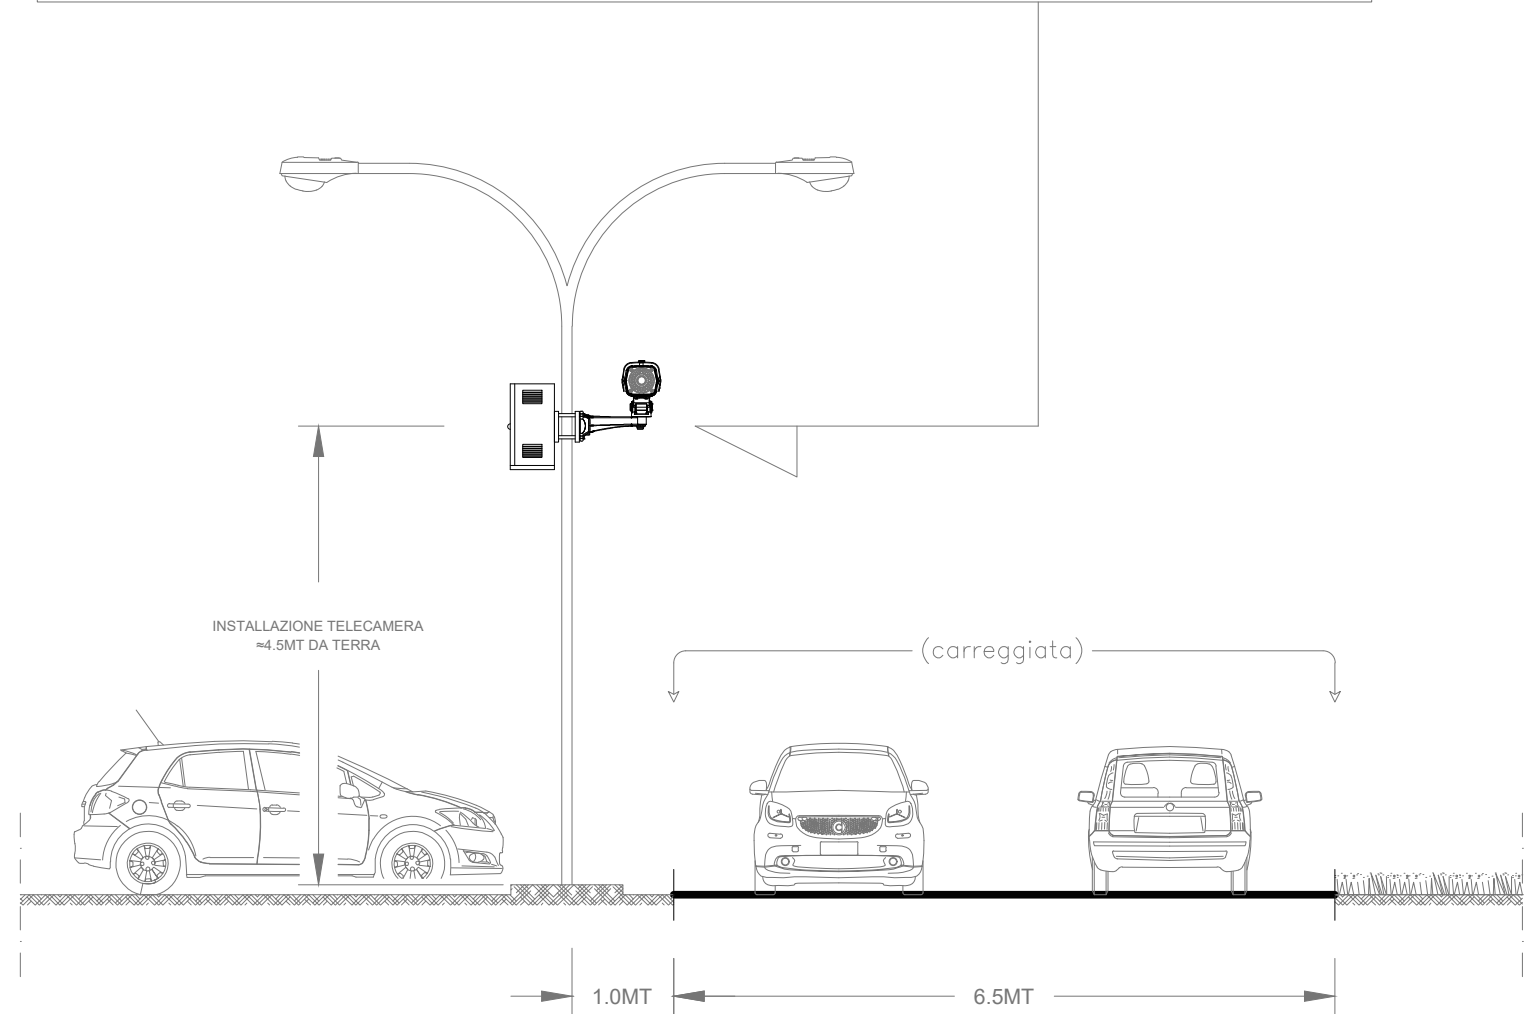 INSTALLAZIONE TELECAMERA
≈4.5MT DA TERRA
(carreggiata)
1.0MT
6.5MT